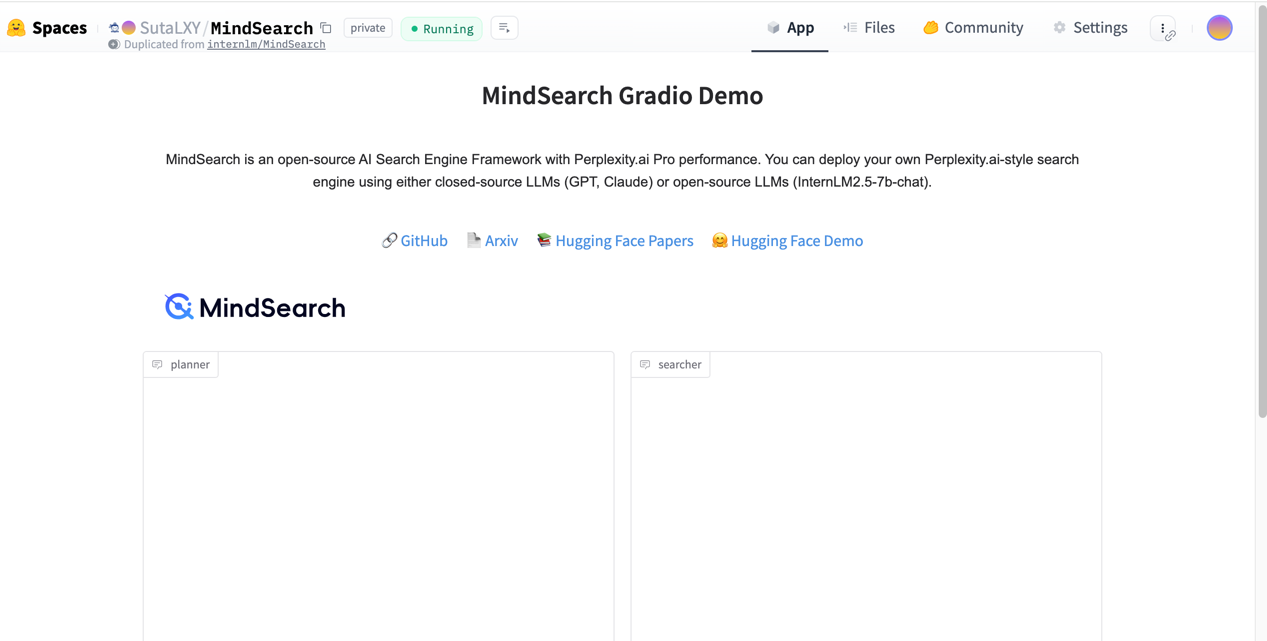 Spaces SutaLXY/MindSearch private Running App Files Community Settings
Duplicated from internlm/MindSearch
MindSearch Gradio Demo
MindSearch is an open-source AI Search Engine Framework with Perplexity.ai Pro performance. You can deploy your own Perplexity.ai-style search
engine using either closed-source LLMs (GPT, Claude) or open-source LLMs (InternLM2.5-7b-chat).
GitHub Arxiv Hugging Face Papers Hugging Face Demo
MindSearch
planner searcher